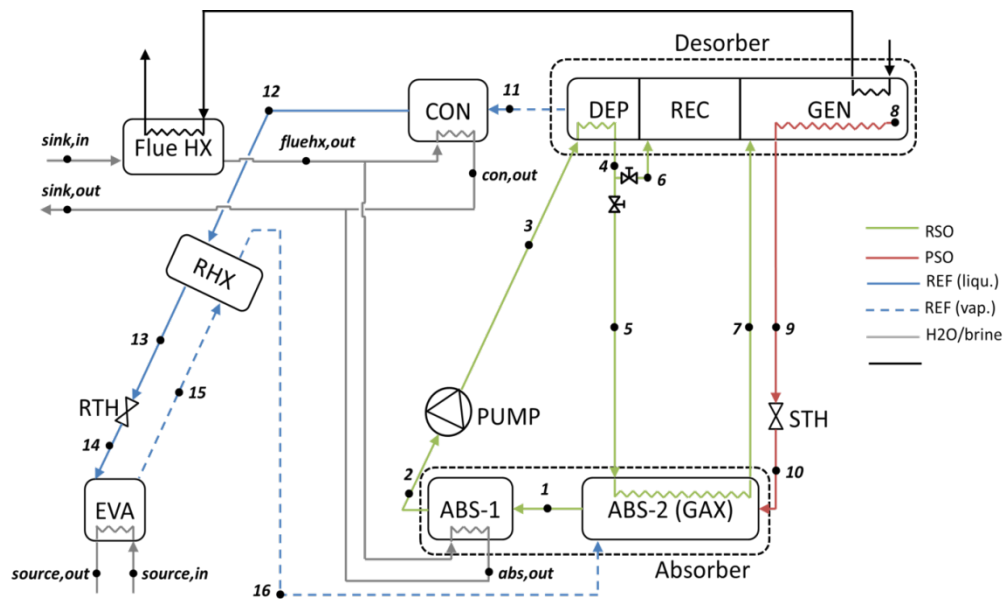 Desorber
12
CON
11
DEP
REC
GEN
8
sink,in
Flue HX
fluehx,out
4
6
con,out
sink,out
3
RHX
RSO
PSO
REF (liqu.)
REF (vap.)
H2O/brine
13
5
7
9
15
RTH
PUMP
STH
14
10
2
1
EVA
ABS-1
ABS-2 (GAX)
source,out
source,in
abs,out
Absorber
16